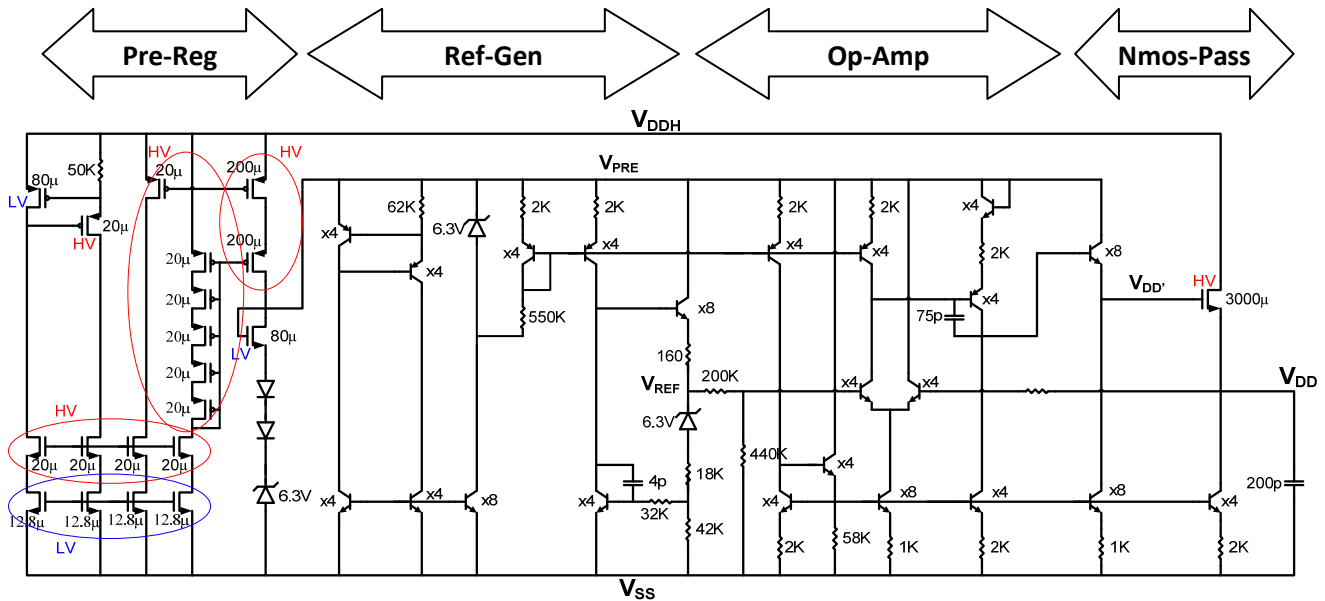 Pre-Reg Ref-Gen Op-Amp Nmos-Pass
VDDH
HV HV
50K 20µ 200µ VPRE
80µ
LV
62K 6.3V 2K 2K 2K 2K x4
20µ
HV
x4 x4 x4 x4 x4 x8
20µ 200µ
x4 2K
20µ 550K x8 75p x4 VDD' HV 3000µ
20µ LV 80µ
160
20µ VREF 200K x4 x4 VDD
20µ 6.3V
HV
20µ 20µ 20µ 20µ
440K x4
6.3V 4p 18K 200p
x4 x4 x8 32K x4 x8 x4 x8 x4
12.8µ 12.8µ 12.8µ 12.8µ
42K 58K
LV
2K 1K 2K 1K 2K
VSS